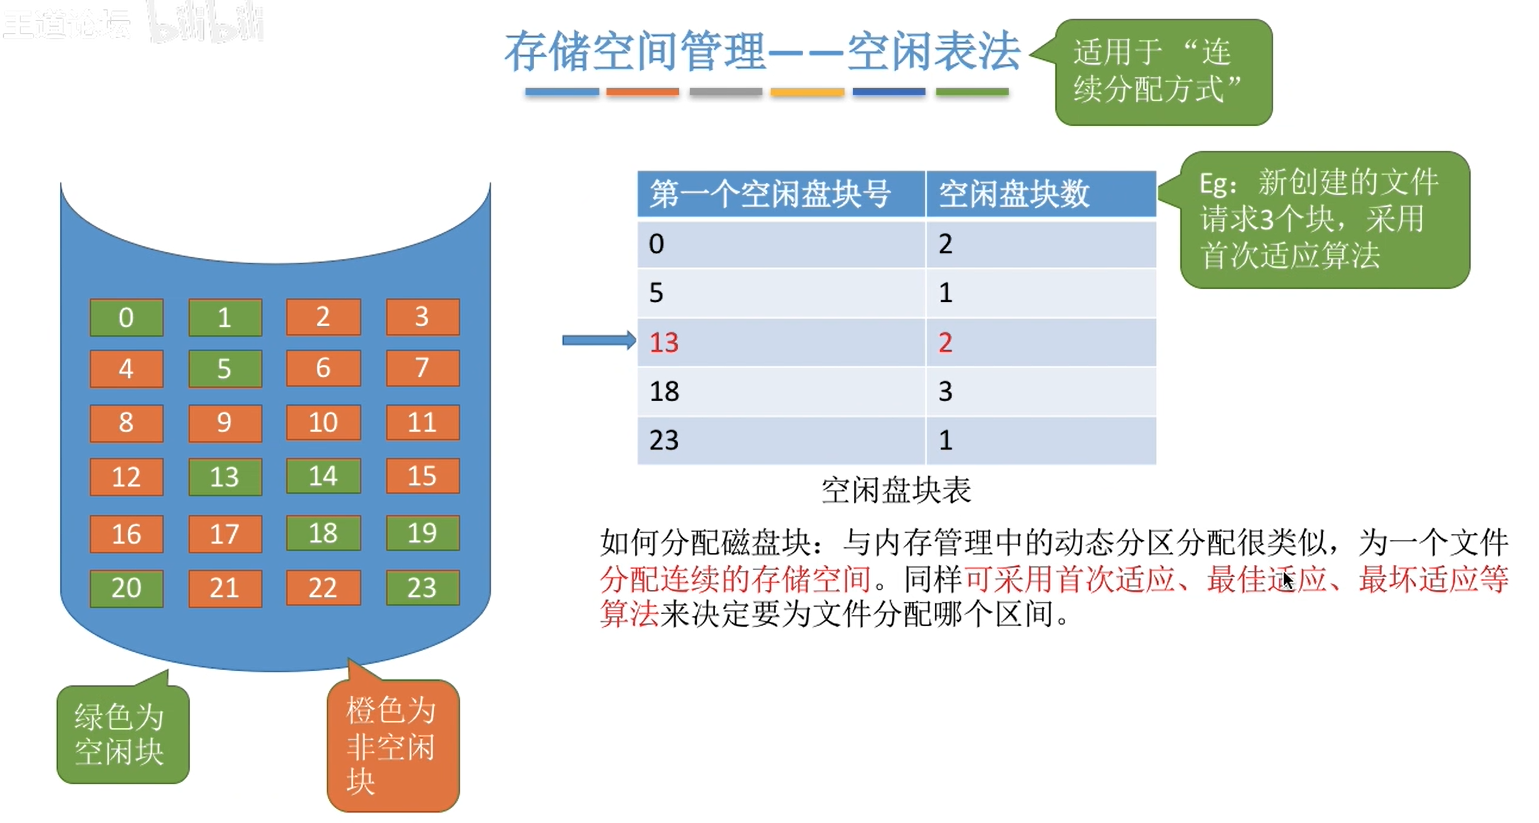 王道论坛 bilibili
存储空间管理——空闲表法
适用于“连
续分配方式”
第一个空闲盘块号 空闲盘块数
0 2
5 1
13 2
18 3
23 1
空闲盘块表
Eg：新创建的文件
请求3个块，采用
首次适应算法
0 1 2 3
4 5 6 7
8 9 10 11
12 13 14 15
16 17 18 19
20 21 22 23
如何分配磁盘块：与内存管理中的动态分区分配很类似，为一个文件
分配连续的存储空间。同样可采用首次适应、最佳适应、最坏适应等
算法来决定要为文件分配哪个区间。
绿色为
空闲块
橙色为
非空闲
块